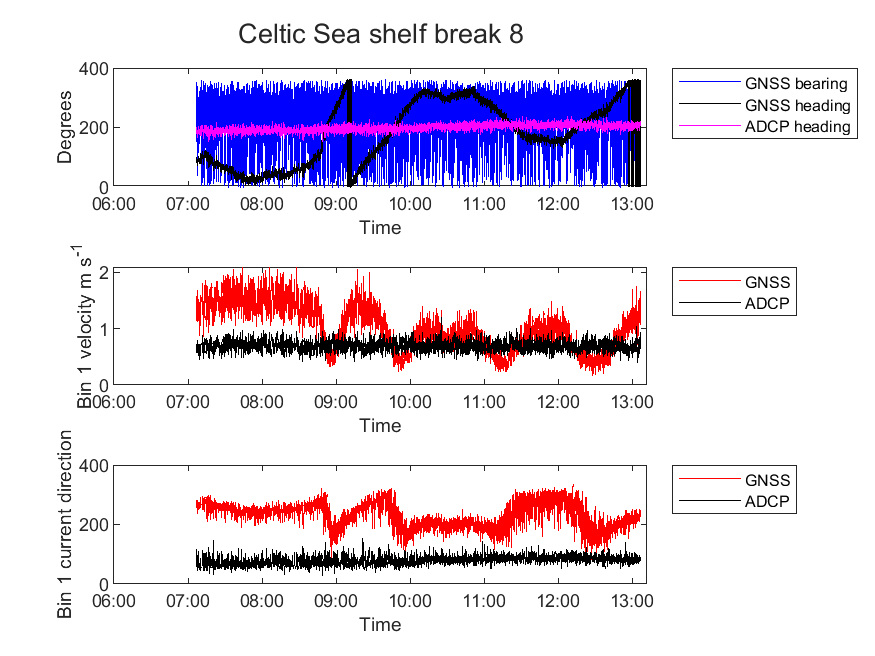 Celtic Sea shelf break 8
Degrees
400
200
0
06:00 07:00 08:00 09:00 10:00 11:00 12:00 13:00
Time
GNSS bearing
GNSS heading
ADCP heading
Bin 1 velocity m s-1
2
1
0
06:00 07:00 08:00 09:00 10:00 11:00 12:00 13:00
Time
GNSS
ADCP
Bin 1 current direction
400
200
0
06:00 07:00 08:00 09:00 10:00 11:00 12:00 13:00
Time
GNSS
ADCP